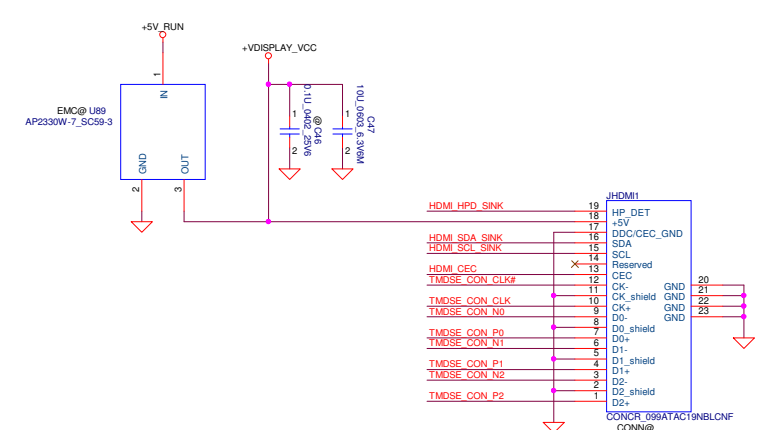 +5V_RUN
+VDISPLAY_VCC
1
IN
EMC@ U89
AP2330W-7_SC59-3
GND
OUT
2
3
1
2
0.1U_0402_25V6
@ C46
1
2
10U_0603_6.3V6M
C47
JHDMI1
HDMI_HPD_SINK 19 HP_DET
18 +5V
17 DDC/CEC_GND
HDMI_SDA_SINK 16 SDA
HDMI_SCL_SINK 15 SCL
14 Reserved
HDMI_CEC 13 CEC
TMDSE_CON_CLK# 12 CK- GND 20
11 CK_shield GND 21
TMDSE_CON_CLK 10 CK+ GND 22
TMDSE_CON_N0 9 D0- GND 23
8 D0_shield
TMDSE_CON_P0 7 D0+
TMDSE_CON_N1 6 D1-
5 D1_shield
TMDSE_CON_P1 4 D1+
TMDSE_CON_N2 3 D2-
2 D2_shield
TMDSE_CON_P2 1 D2+
CONCR_099ATAC19NBLCNF
CONN@